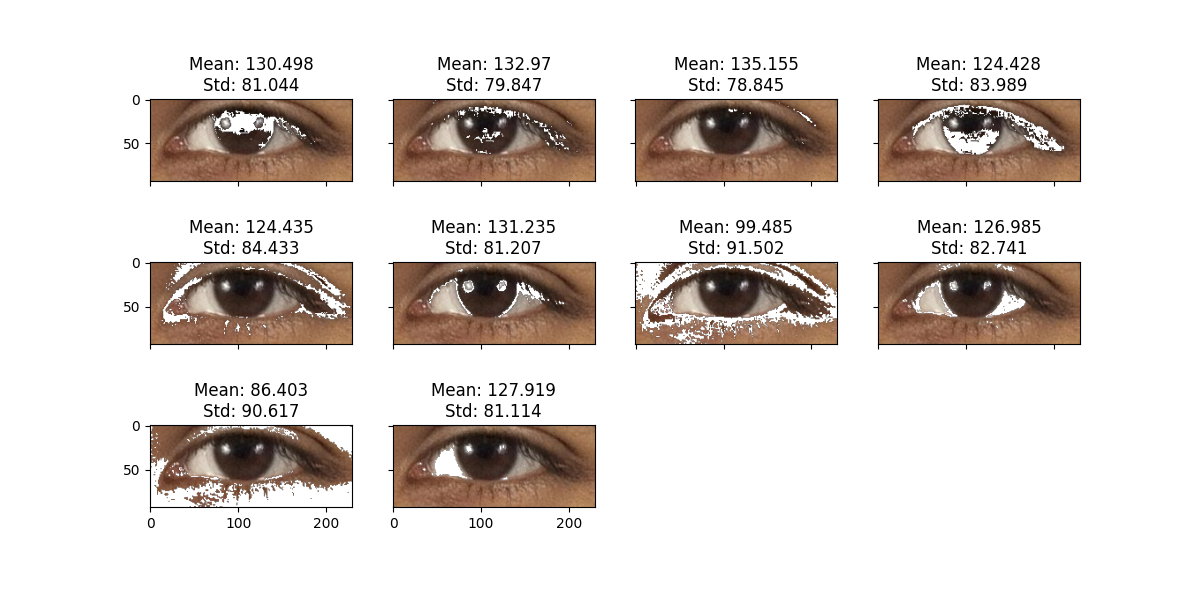 Mean: 130.498
Std: 81.044
Mean: 132.97
Std: 79.847
Mean: 135.155
Std: 78.845
Mean: 124.428
Std: 83.989
0
50
Mean: 124.435
Std: 84.433
Mean: 131.235
Std: 81.207
Mean: 99.485
Std: 91.502
Mean: 126.985
Std: 82.741
0
50
Mean: 86.403
Std: 90.617
Mean: 127.919
Std: 81.114
0
50
0 100 200
0 100 200